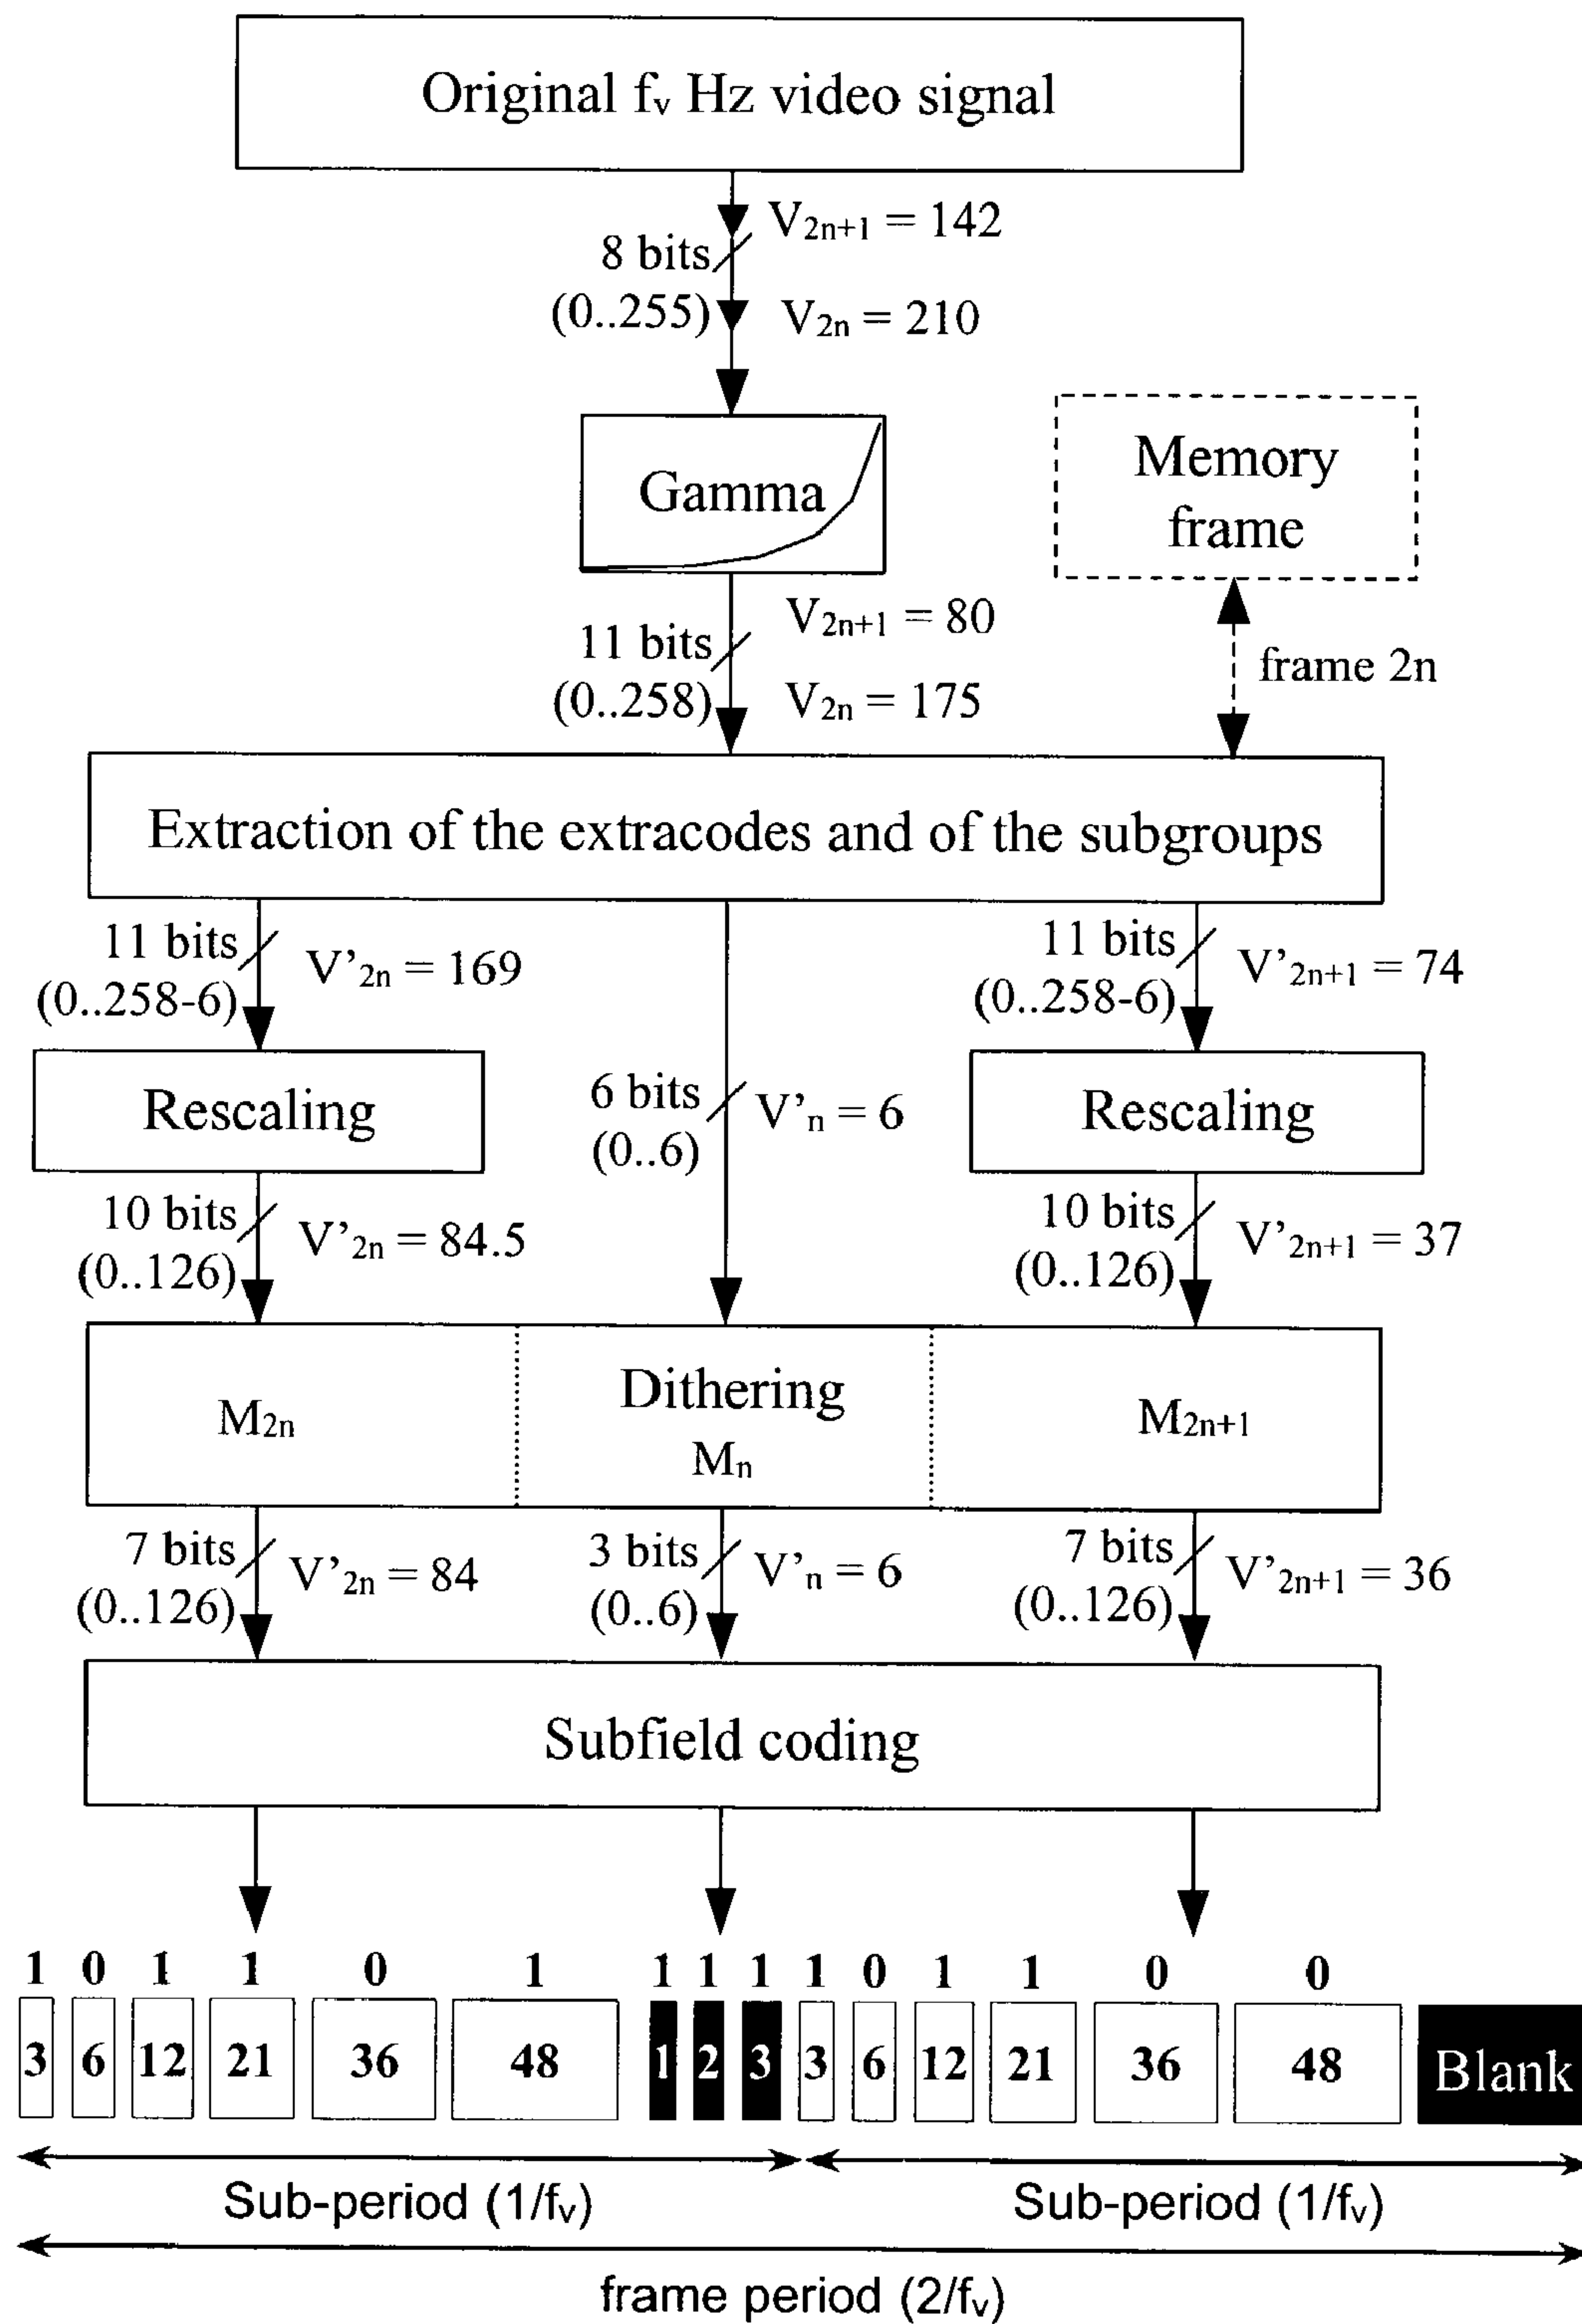 Original fᵥ Hz video signal
V₂ₙ₊₁ = 142
8 bits
(0..255)
V₂ₙ = 210
Gamma
Memory
frame
V₂ₙ₊₁ = 80
11 bits
(0..258)
V₂ₙ = 175
frame 2n
Extraction of the extracodes and of the subgroups
11 bits
(0..258-6)
V’₂ₙ = 169
11 bits
(0..258-6)
V’₂ₙ₊₁ = 74
Rescaling
6 bits
(0..6)
V’ₙ = 6
Rescaling
10 bits
(0..126)
V’₂ₙ = 84.5
10 bits
(0..126)
V’₂ₙ₊₁ = 37
M₂ₙ
Dithering
Mₙ
M₂ₙ₊₁
7 bits
(0..126)
V’₂ₙ = 84
3 bits
(0..6)
V’ₙ = 6
7 bits
(0..126)
V’₂ₙ₊₁ = 36
Subfield coding
1 0 1 1 0 1 1 1 1 1 0 1 1 0 0
3 6 12 21 36 48 1 2 3 3 6 12 21 36 48 Blank
Sub-period (1/fᵥ) Sub-period (1/fᵥ)
frame period (2/fᵥ)